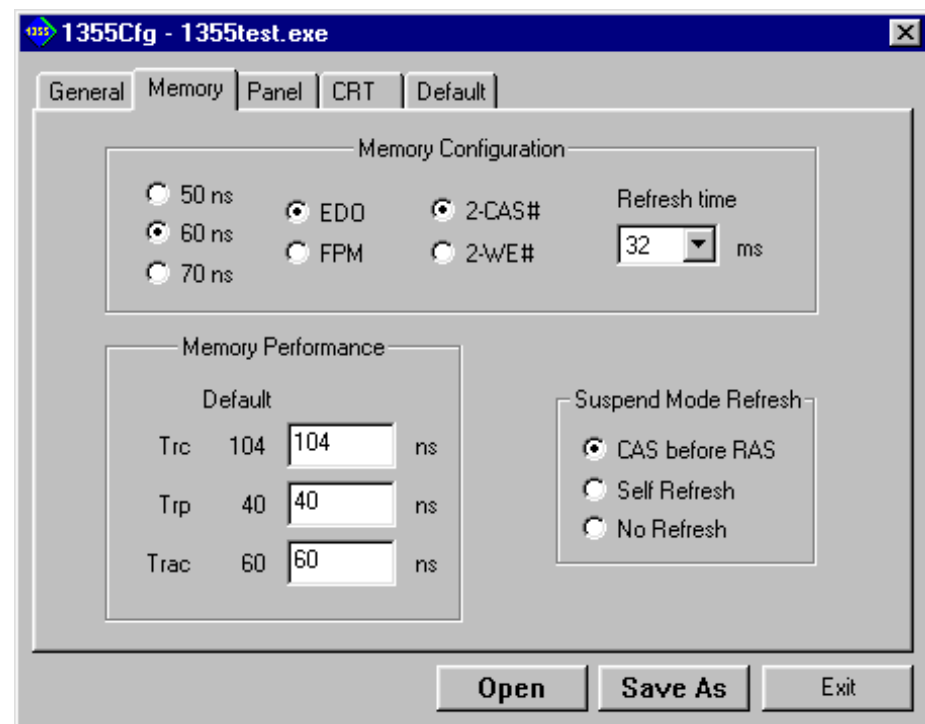 1355 1355Cfg - 1355test.exe
General Memory Panel CRT Default
Memory Configuration
50 ns
60 ns
70 ns
EDO
FPM
2-CAS#
2-WE#
Refresh time
32 ms
Memory Performance
Default
Trc 104 104 ns
Trp 40 40 ns
Trac 60 60 ns
Suspend Mode Refresh
CAS before RAS
Self Refresh
No Refresh
Open Save As Exit